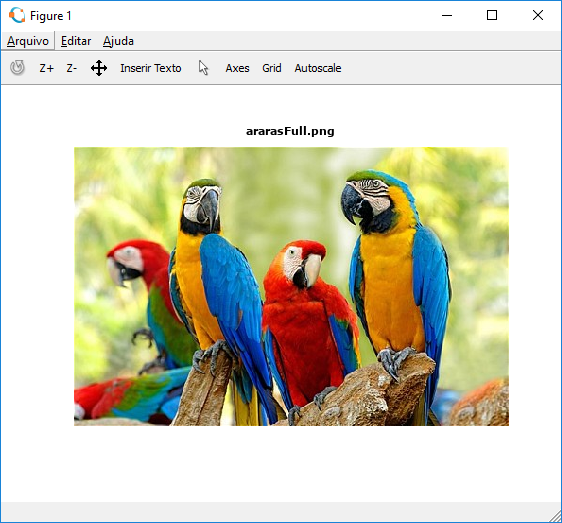 Figure 1
Arquivo Editar Ajuda
Z+ Z- Inserir Texto Axes Grid Autoscale
ararasFull.png